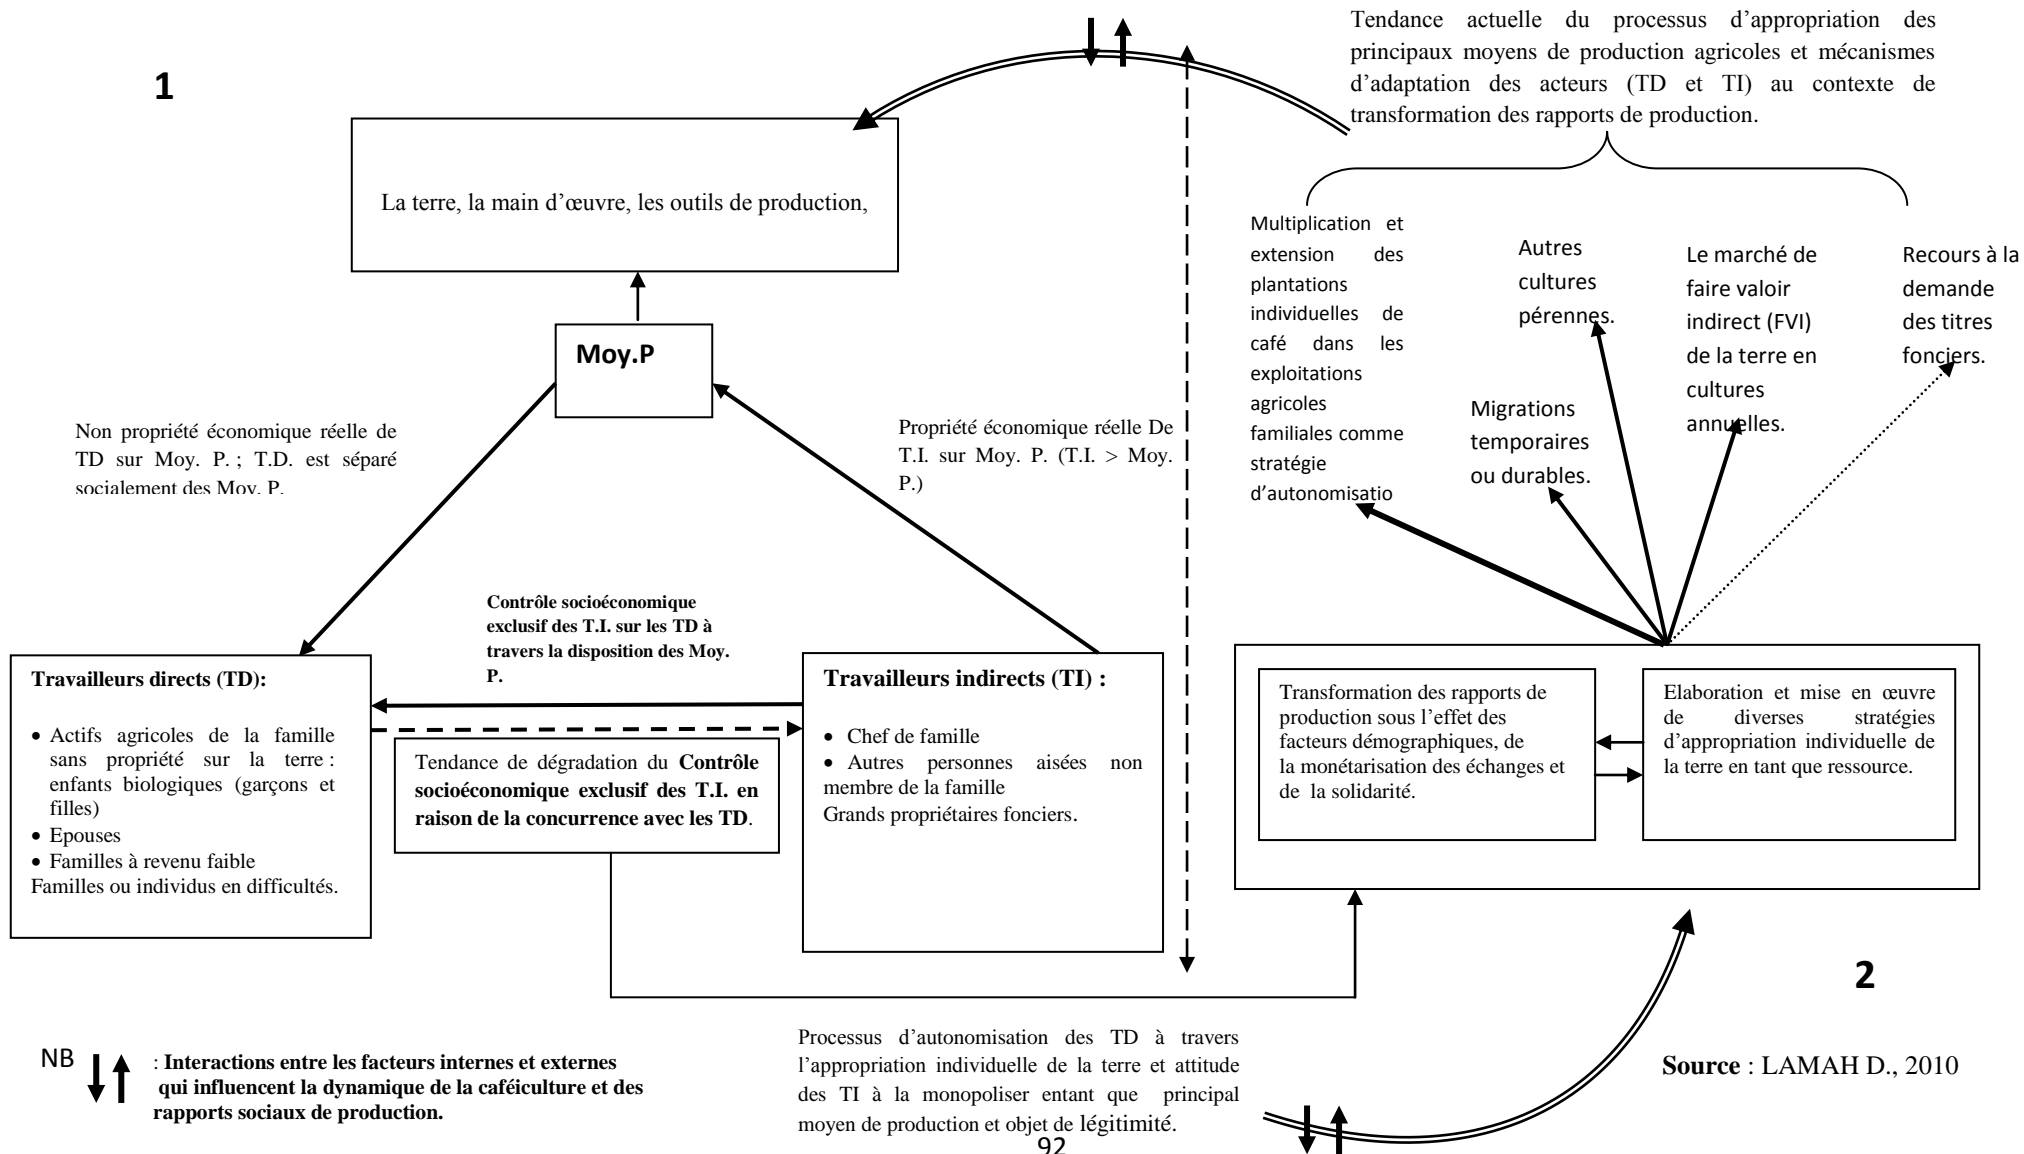 1
La terre, la main d’œuvre, les outils de production,
Moy.P
Non propriété économique réelle de
TD sur Moy. P. ; T.D. est séparé
socialement des Moy. P.
Propriété économique réelle De
T.I. sur Moy. P. (T.I. > Moy.
P.)
Contrôle socioéconomique
exclusif des T.I. sur les TD à
travers la disposition des Moy.
P.
Travailleurs directs (TD):
• Actifs agricoles de la famille
sans propriété sur la terre :
enfants biologiques (garçons et
filles)
• Epouses
• Familles à revenu faible
Familles ou individus en difficultés.
Tendance de dégradation du Contrôle
socioéconomique exclusif des T.I. en
raison de la concurrence avec les TD.
Travailleurs indirects (TI) :
• Chef de famille
• Autres personnes aisées non
membre de la famille
Grands propriétaires fonciers.
Tendance actuelle du processus d’appropriation des
principaux moyens de production agricoles et mécanismes
d’adaptation des acteurs (TD et TI) au contexte de
transformation des rapports de production.
Multiplication et
extension des
plantations
individuelles de
café dans les
exploitations
agricoles
familiales comme
stratégie
d’autonomisatio
Migrations
temporaires
ou durables.
Autres
cultures
pérennes.
Le marché de
faire valoir
indirect (FVI)
de la terre en
cultures
annuelles.
Recours à la
demande
des titres
fonciers.
Transformation des rapports de
production sous l’effet des
facteurs démographiques, de
la monétarisation des échanges et
de la solidarité.
Elaboration et mise en œuvre
de diverses stratégies
d’appropriation individuelle de
la terre en tant que ressource.
2
Processus d’autonomisation des TD à travers
l’appropriation individuelle de la terre et attitude
des TI à la monopoliser entant que principal
moyen de production et objet de légitimité.
NB
: Interactions entre les facteurs internes et externes
qui influencent la dynamique de la caféiculture et des
rapports sociaux de production.
Source : LAMAH D., 2010
92